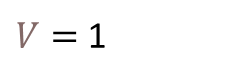 V = 1